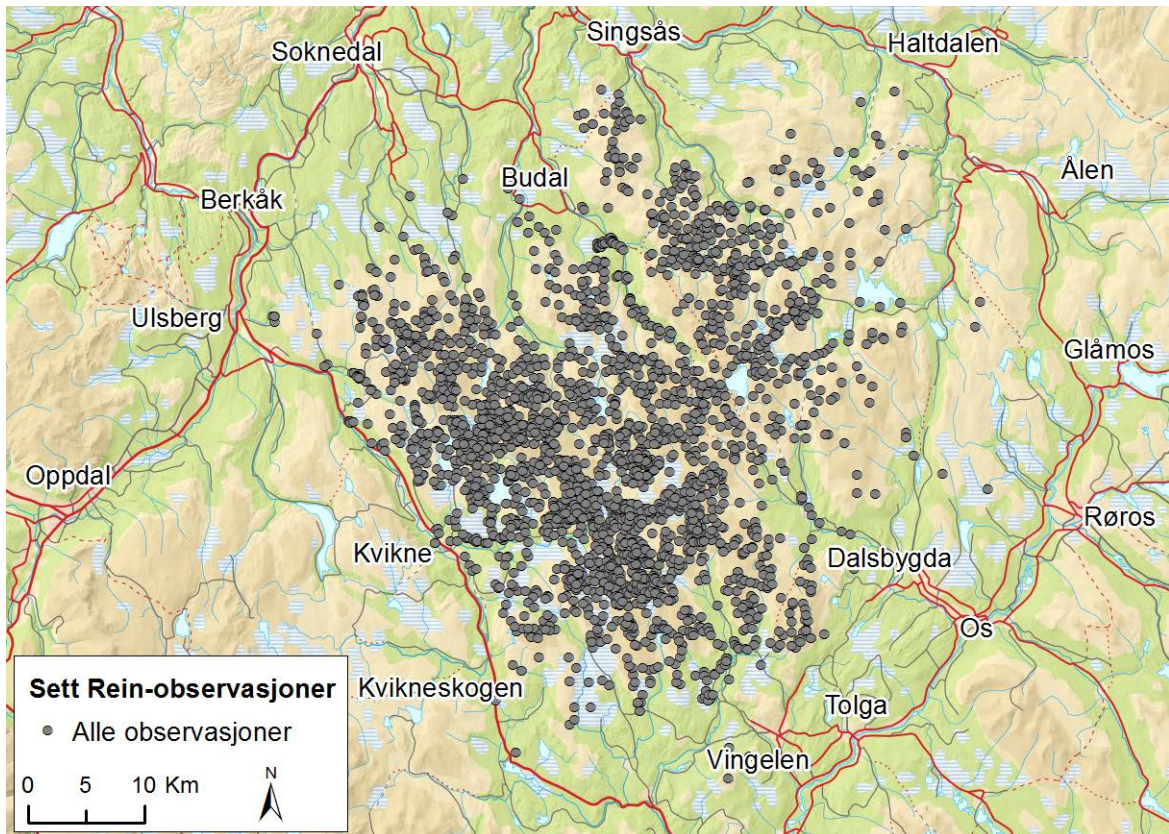 Singsås
Soknedal
Haltdalen
Ålen
Budal
Berkåk
Ulsberg
Glåmos
Oppdal
Røros
Kvikne
Dalsbygda
Os
Kvikneskogen
Tolga
Vingelen
Sett Rein-observasjoner
Alle observasjoner
0 5 10 Km
N